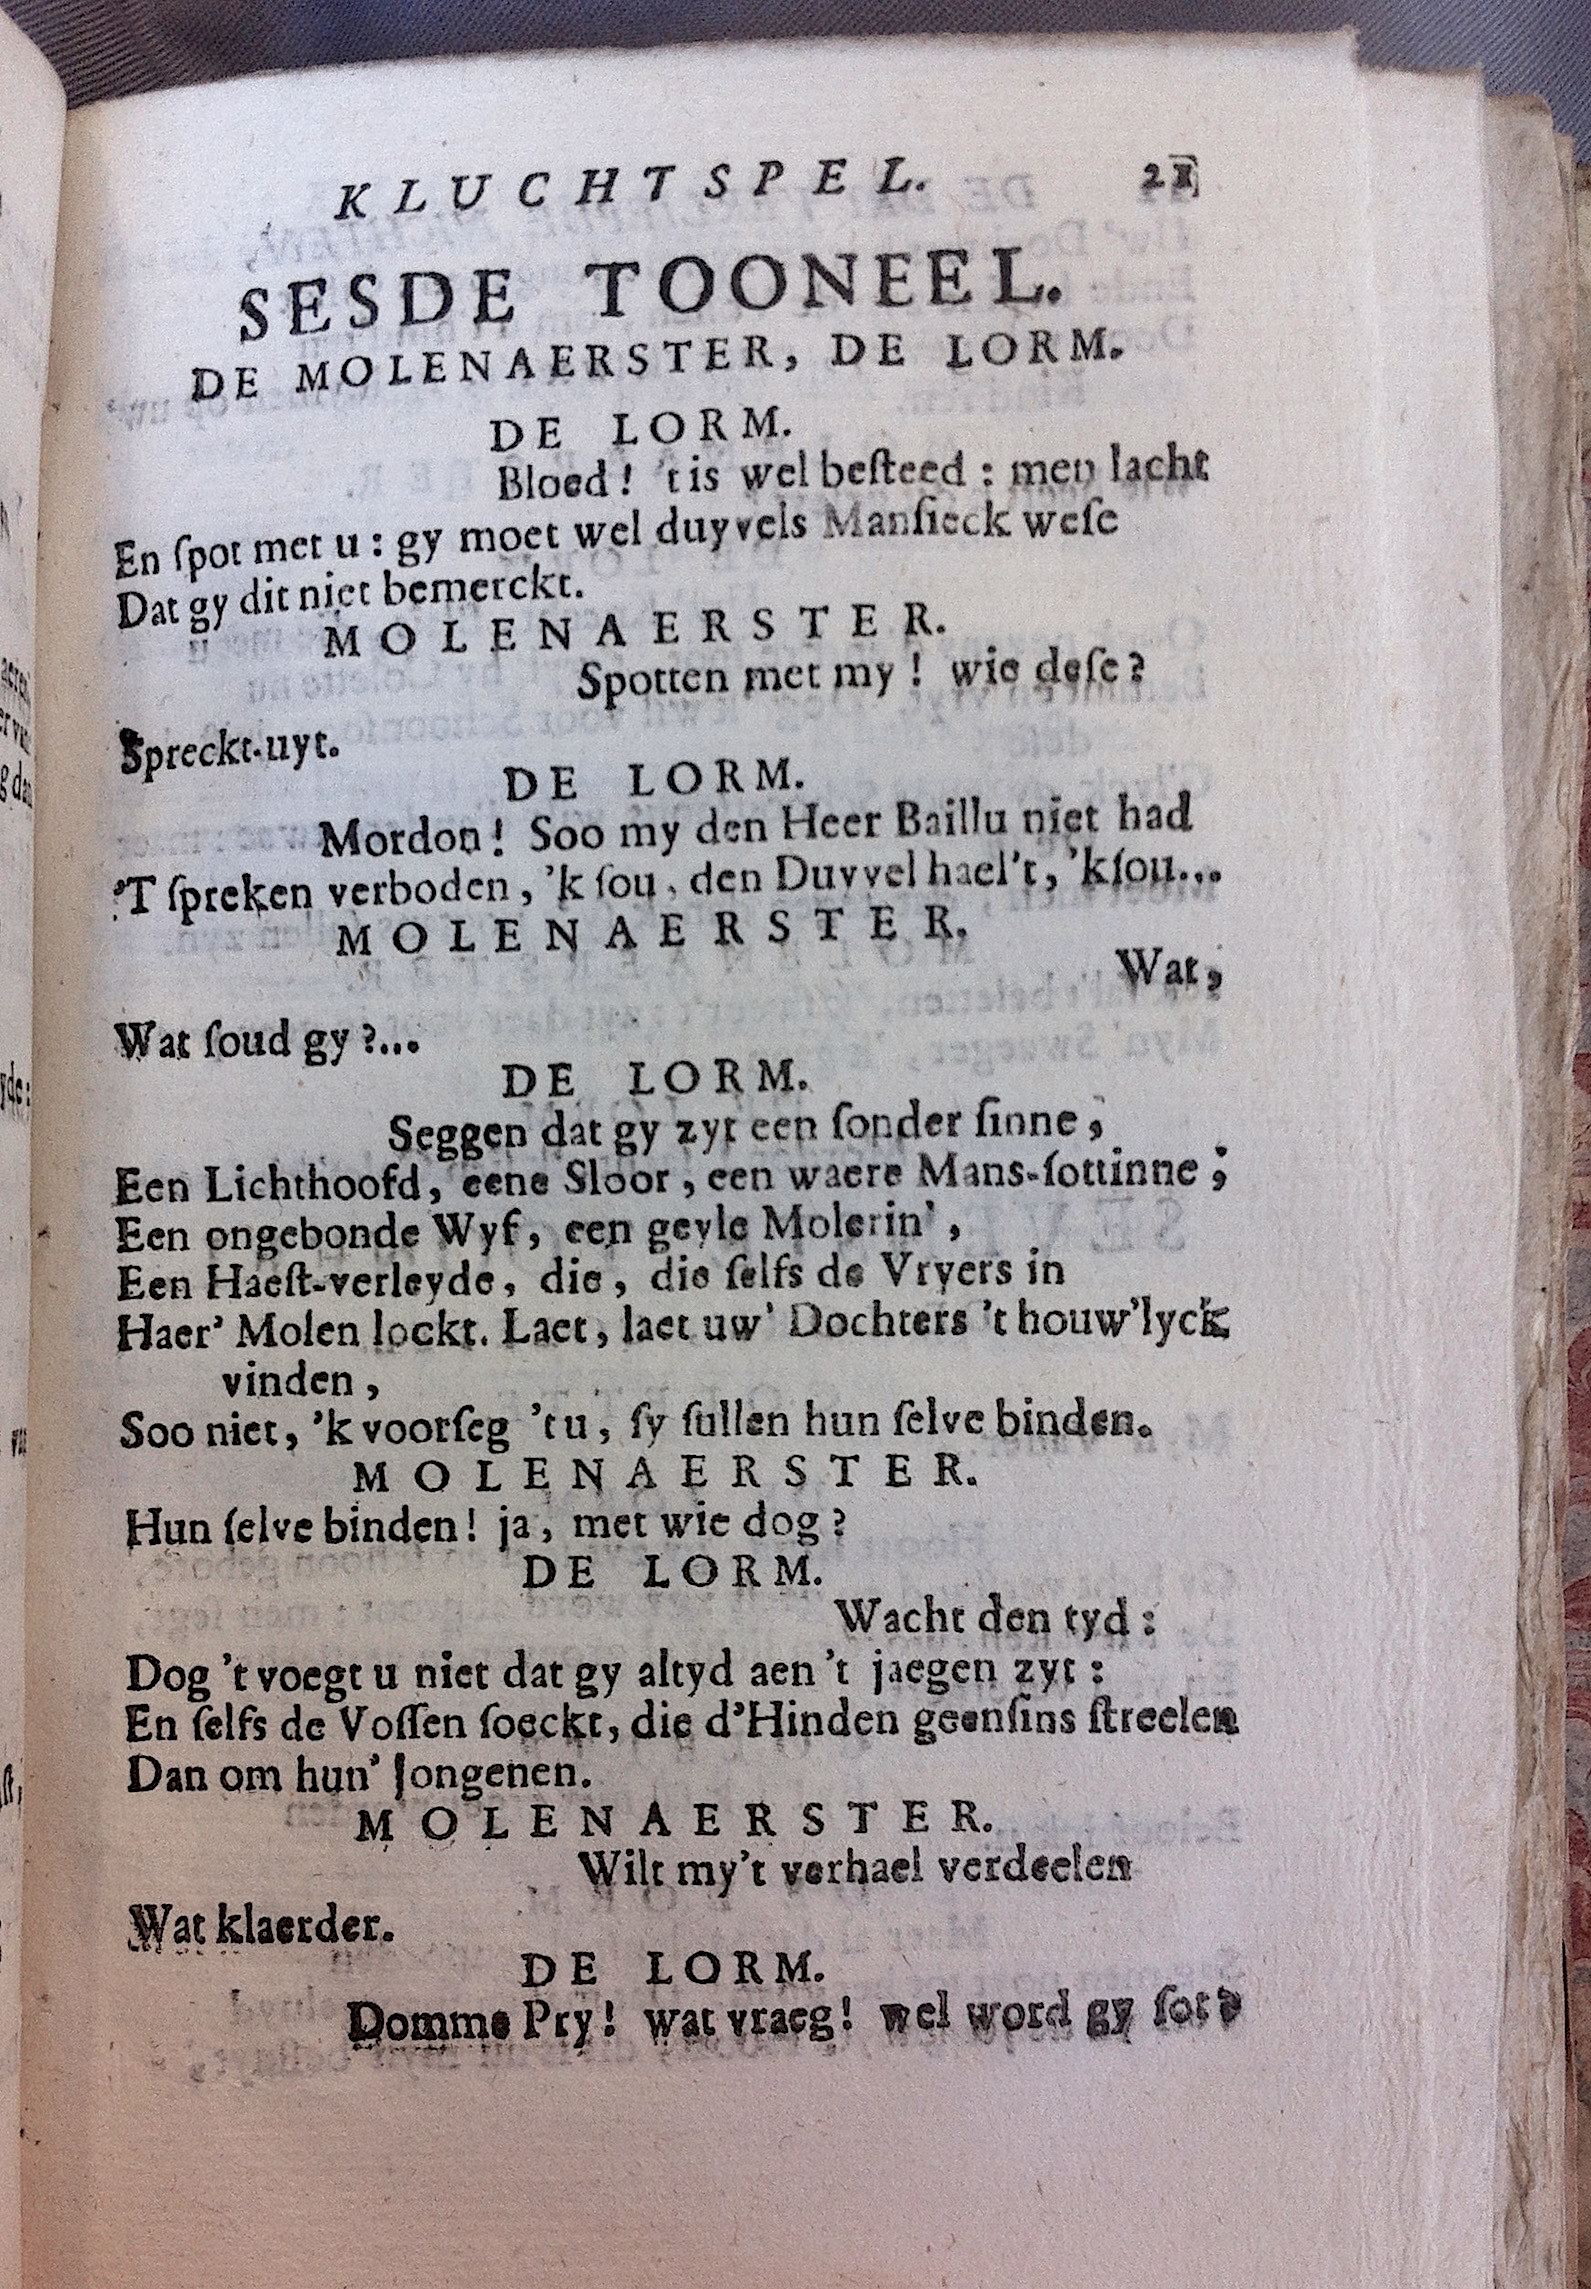 KLUCHTSPEL. 21
SESDE TOONEEL.
DE MOLENAERSTER, DE LORM.
DE LORM.
Bloed! 't is wel beſteed: men lacht
En ſpot met u: gy moet wel duyvels Manſieck weſe
Dat gy dit niet bemerckt.
MOLENAERSTER.
Spotten met my! wie deſe?
Spreckt-uyt.
DE LORM.
Mordon! Soo my den Heer Baillu niet had
'T ſpreken verboden, 'k ſou, den Duyvel hael't, 'k ſou...
MOLENAERSTER.
Wat,
Wat ſoud gy?...
DE LORM.
Seggen dat gy zyt een ſonder ſinne,
Een Lichthoofd, eene Sloor, een waere Mans-ſottinne;
Een ongebonde Wyf, een geyle Molerin',
Een Haeſt-verleyde, die, die ſelfs de Vryers in
Haer' Molen lockt. Laet, laet uw' Dochters 't houw'lyck
vinden,
Soo niet, 'k voorſeg 't u, ſy ſullen hun ſelve binden.
MOLENAERSTER.
Hun ſelve binden! ja, met wie dog?
DE LORM.
Wacht den tyd:
Dog 't voegt u niet dat gy altyd aen 't jaegen zyt:
En ſelfs de Voſſen ſoeckt, die d'Hinden geenſins ſtreelen
Dan om hun' Jongenen.
MOLENAERSTER.
Wilt my't verhael verdeelen
Wat klaerder.
DE LORM.
Domme Pry! wat vraeg! wel word gy ſot?